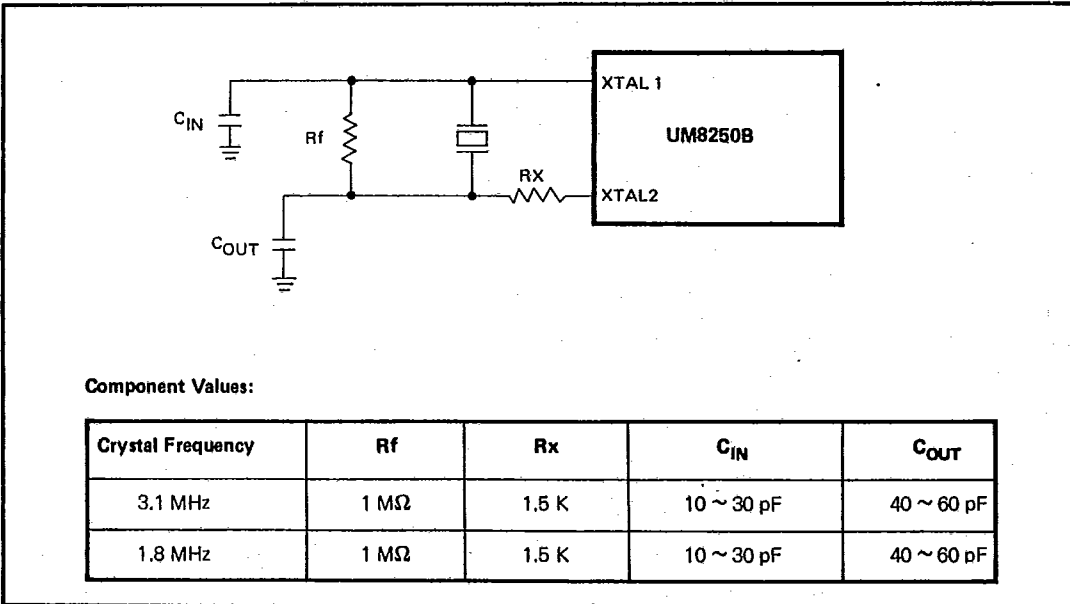 XTAL 1
C_IN
Rf
UM8250B
RX
XTAL2
C_OUT
Component Values:
Crystal Frequency Rf Rx C_IN C_OUT
3.1 MHz 1 MΩ 1.5 K 10 ~ 30 pF 40 ~ 60 pF
1.8 MHz 1 MΩ 1.5 K 10 ~ 30 pF 40 ~ 60 pF